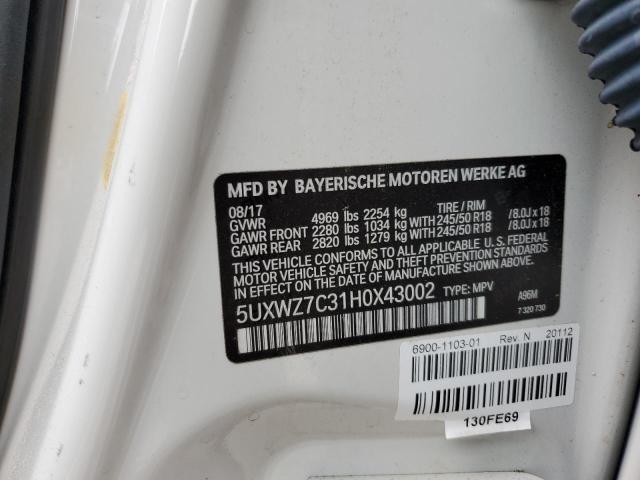 MFD BY BAYERISCHE MOTOREN WERKE AG
08/17 TIRE / RIM
GVWR 4969 lbs 2254 kg
GAWR FRONT 2280 lbs 1034 kg WITH 245/50 R18 /8.0J x 18
GAWR REAR 2820 lbs 1279 kg WITH 245/50 R18 /8.0J x 18
THIS VEHICLE CONFORMS TO ALL APPLICABLE U.S. FEDERAL
MOTOR VEHICLE SAFETY AND THEFT PREVENTION STANDARDS
IN EFFECT ON THE DATE OF MANUFACTURE SHOWN ABOVE.
5UXWZ7C31H0X43002 TYPE: MPV A96M
7 320 730
6900-1103-01 Rev. N 20112
130FE69